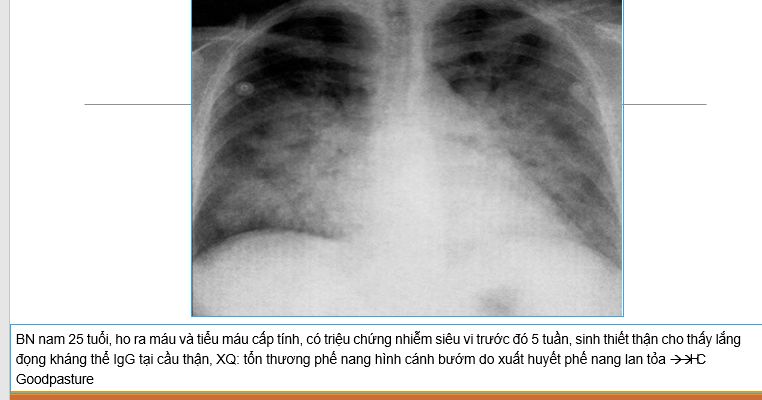 BN nam 25 tuổi, ho ra máu và tiểu máu cấp tính, có triệu chứng nhiễm siêu vi trước đó 5 tuần, sinh thiết thận cho thấy lắng
đọng kháng thể IgG tại cầu thận, XQ: tổn thương phế nang hình cánh bướm do xuất huyết phế nang lan tỏa →→HC
Goodpasture